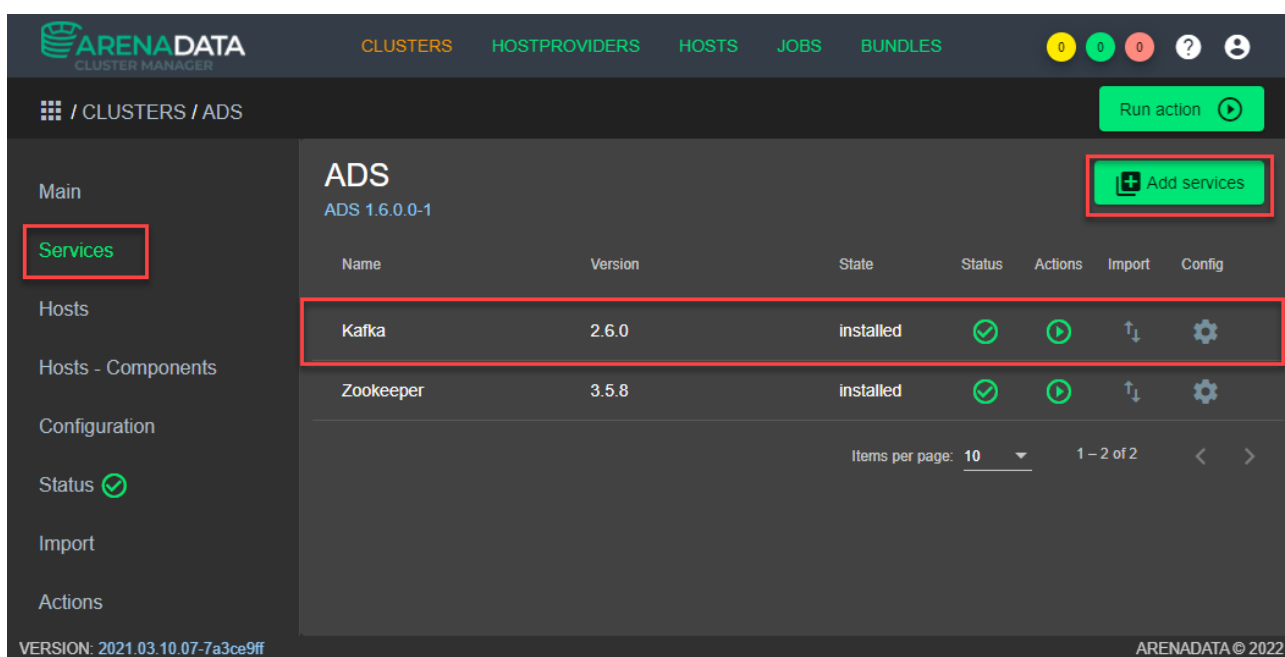 ARENADATA
CLUSTER MANAGER
CLUSTERS HOSTPROVIDERS HOSTS JOBS BUNDLES 0 0 0 ?
/ CLUSTERS / ADS Run action
Main
Services
Hosts
Hosts - Components
Configuration
Status
Import
Actions
ADS
ADS 1.6.0.0-1
Add services
Name Version State Status Actions Import Config
Kafka 2.6.0 installed
Zookeeper 3.5.8 installed
Items per page: 10 1 – 2 of 2
VERSION: 2021.03.10.07-7a3ce9ff ARENADATA © 2022